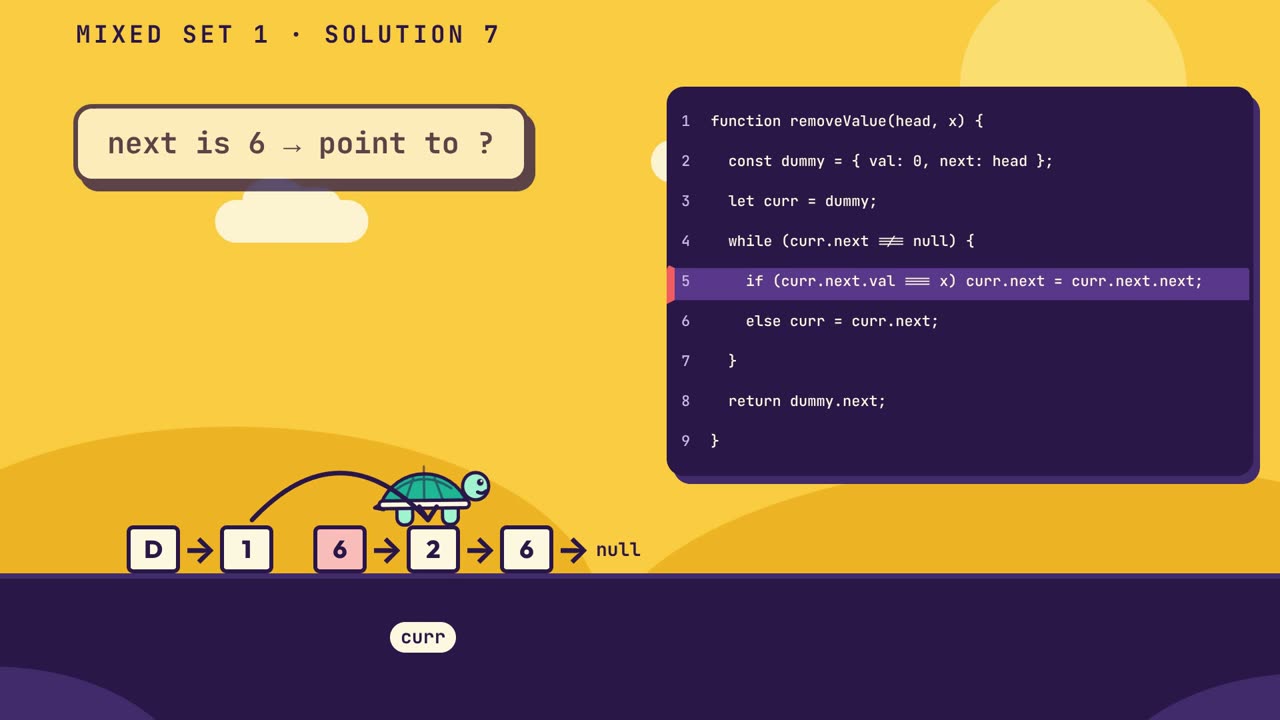 MIXED SET 1 · SOLUTION 7
next is 6 → point to ?
1 function removeValue(head, x) {
2 const dummy = { val: 0, next: head };
3 let curr = dummy;
4 while (curr.next !== null) {
5 if (curr.next.val === x) curr.next = curr.next.next;
6 else curr = curr.next;
7 }
8 return dummy.next;
9 }
D → 1 6 → 2 → 6 → null
curr